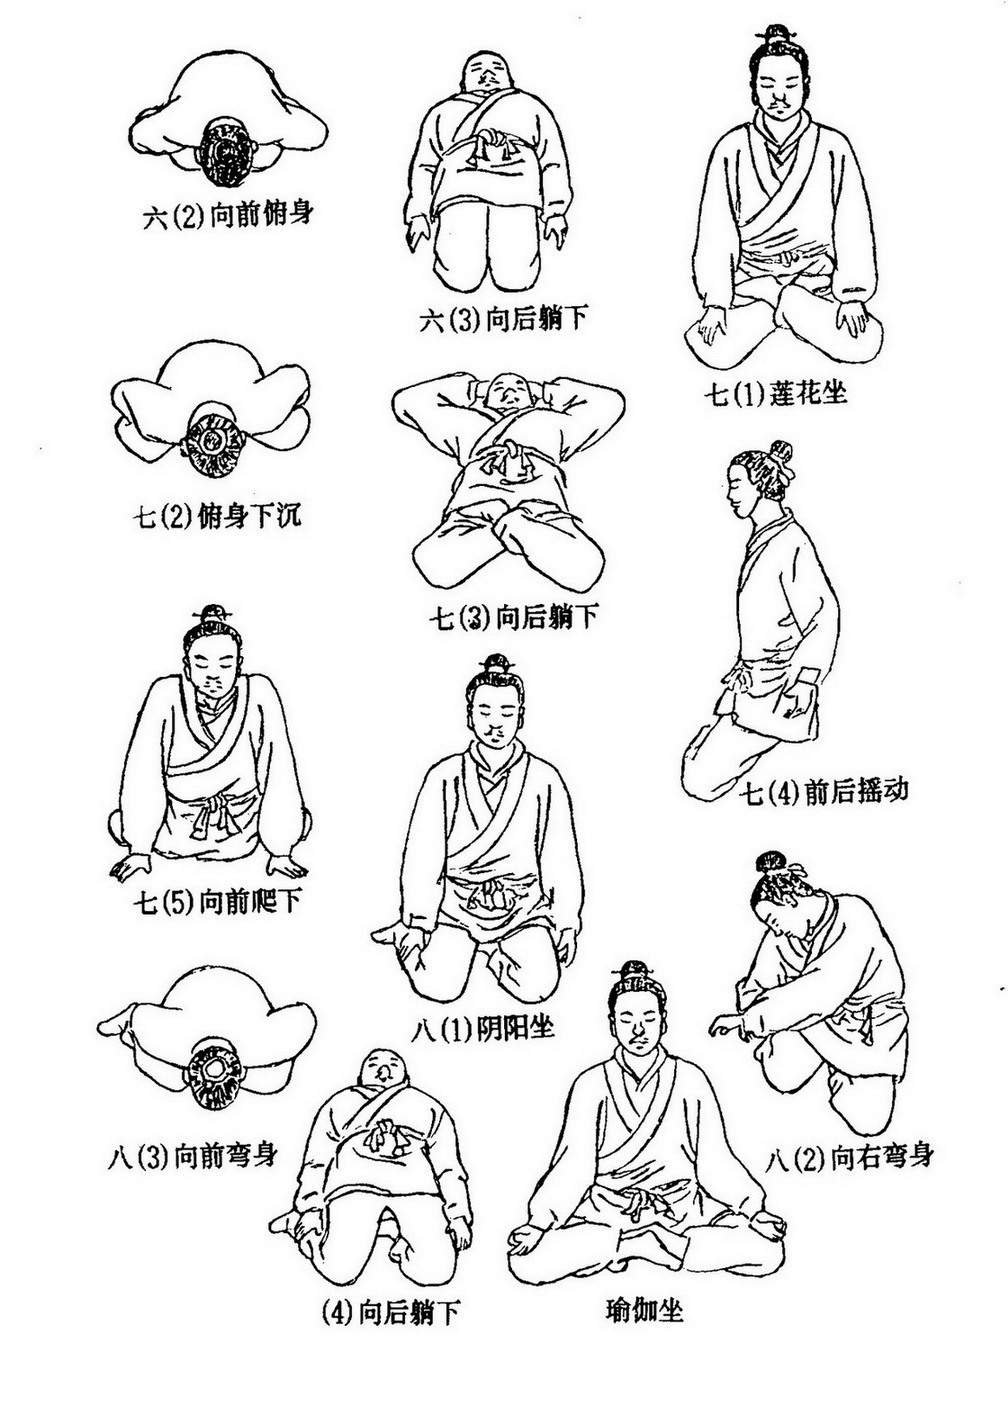 六(2)向前俯身
六(3)向后躺下
七(1)莲花坐
七(2)俯身下沉
七(3)向后躺下
七(4)前后摇动
七(5)向前爬下
八(1)阴阳坐
八(2)向右弯身
八(3)向前弯身
(4)向后躺下
瑜伽坐